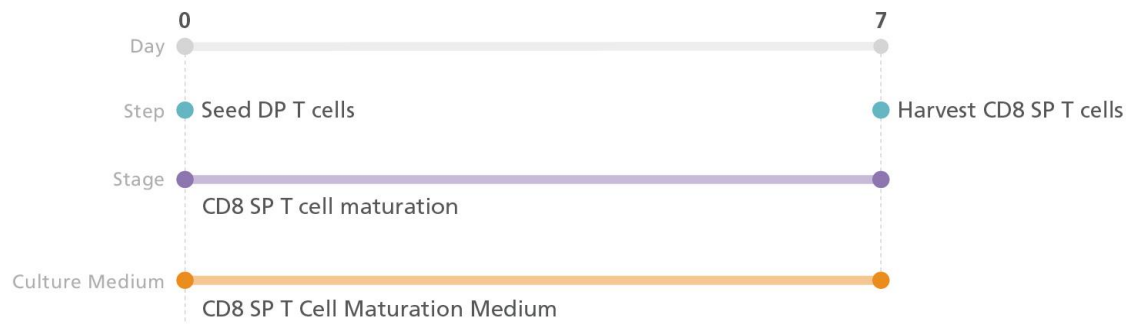 0 7
Day
Step Seed DP T cells Harvest CD8 SP T cells
Stage
CD8 SP T cell maturation
Culture Medium
CD8 SP T Cell Maturation Medium